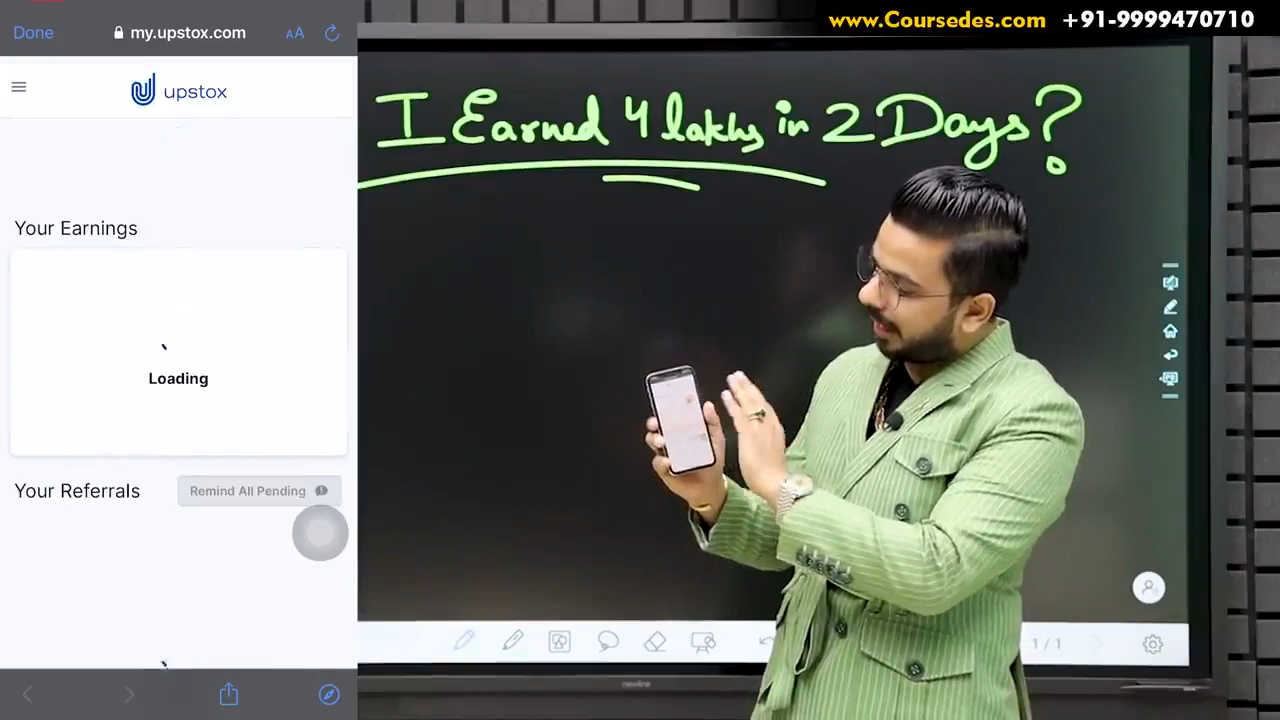 www.Coursedes.com +91-9999470710
Done
my.upstox.com
AA
upstox
I Earned 4 lakhs in 2 Days?
Your Earnings
Loading
Your Referrals
Remind All Pending
1/1
newline